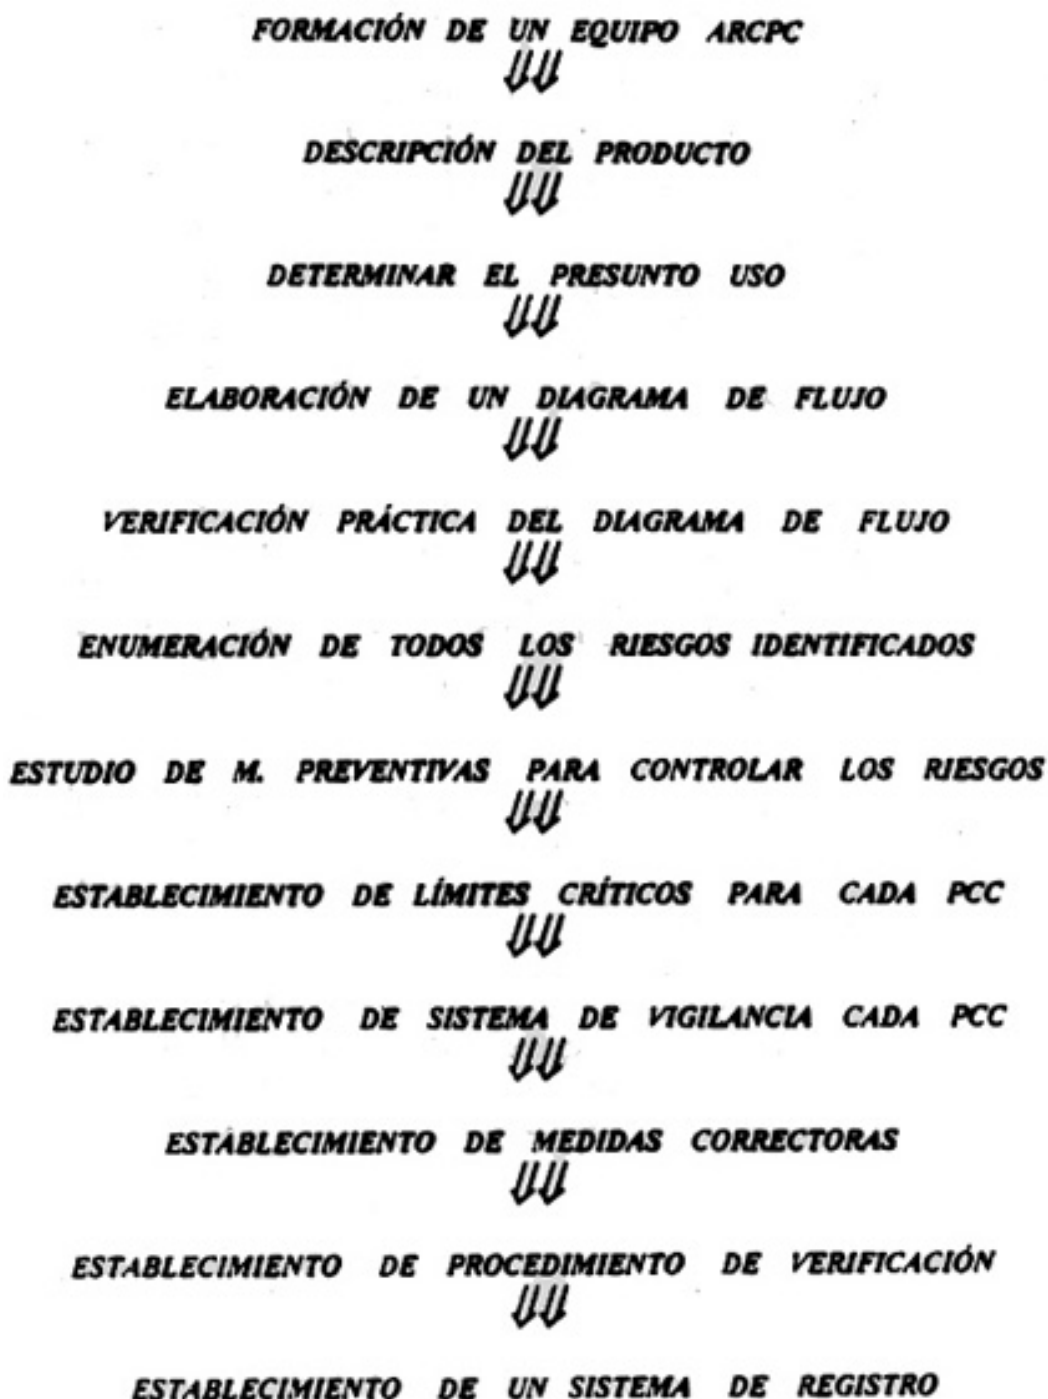 FORMACIÓN DE UN EQUIPO ARCPC
DESCRIPCIÓN DEL PRODUCTO
DETERMINAR EL PRESUNTO USO
ELABORACIÓN DE UN DIAGRAMA DE FLUJO
VERIFICACIÓN PRÁCTICA DEL DIAGRAMA DE FLUJO
ENUMERACIÓN DE TODOS LOS RIESGOS IDENTIFICADOS
ESTUDIO DE M. PREVENTIVAS PARA CONTROLAR LOS RIESGOS
ESTABLECIMIENTO DE LÍMITES CRÍTICOS PARA CADA PCC
ESTABLECIMIENTO DE SISTEMA DE VIGILANCIA CADA PCC
ESTABLECIMIENTO DE MEDIDAS CORRECTORAS
ESTABLECIMIENTO DE PROCEDIMIENTO DE VERIFICACIÓN
ESTABLECIMIENTO DE UN SISTEMA DE REGISTRO